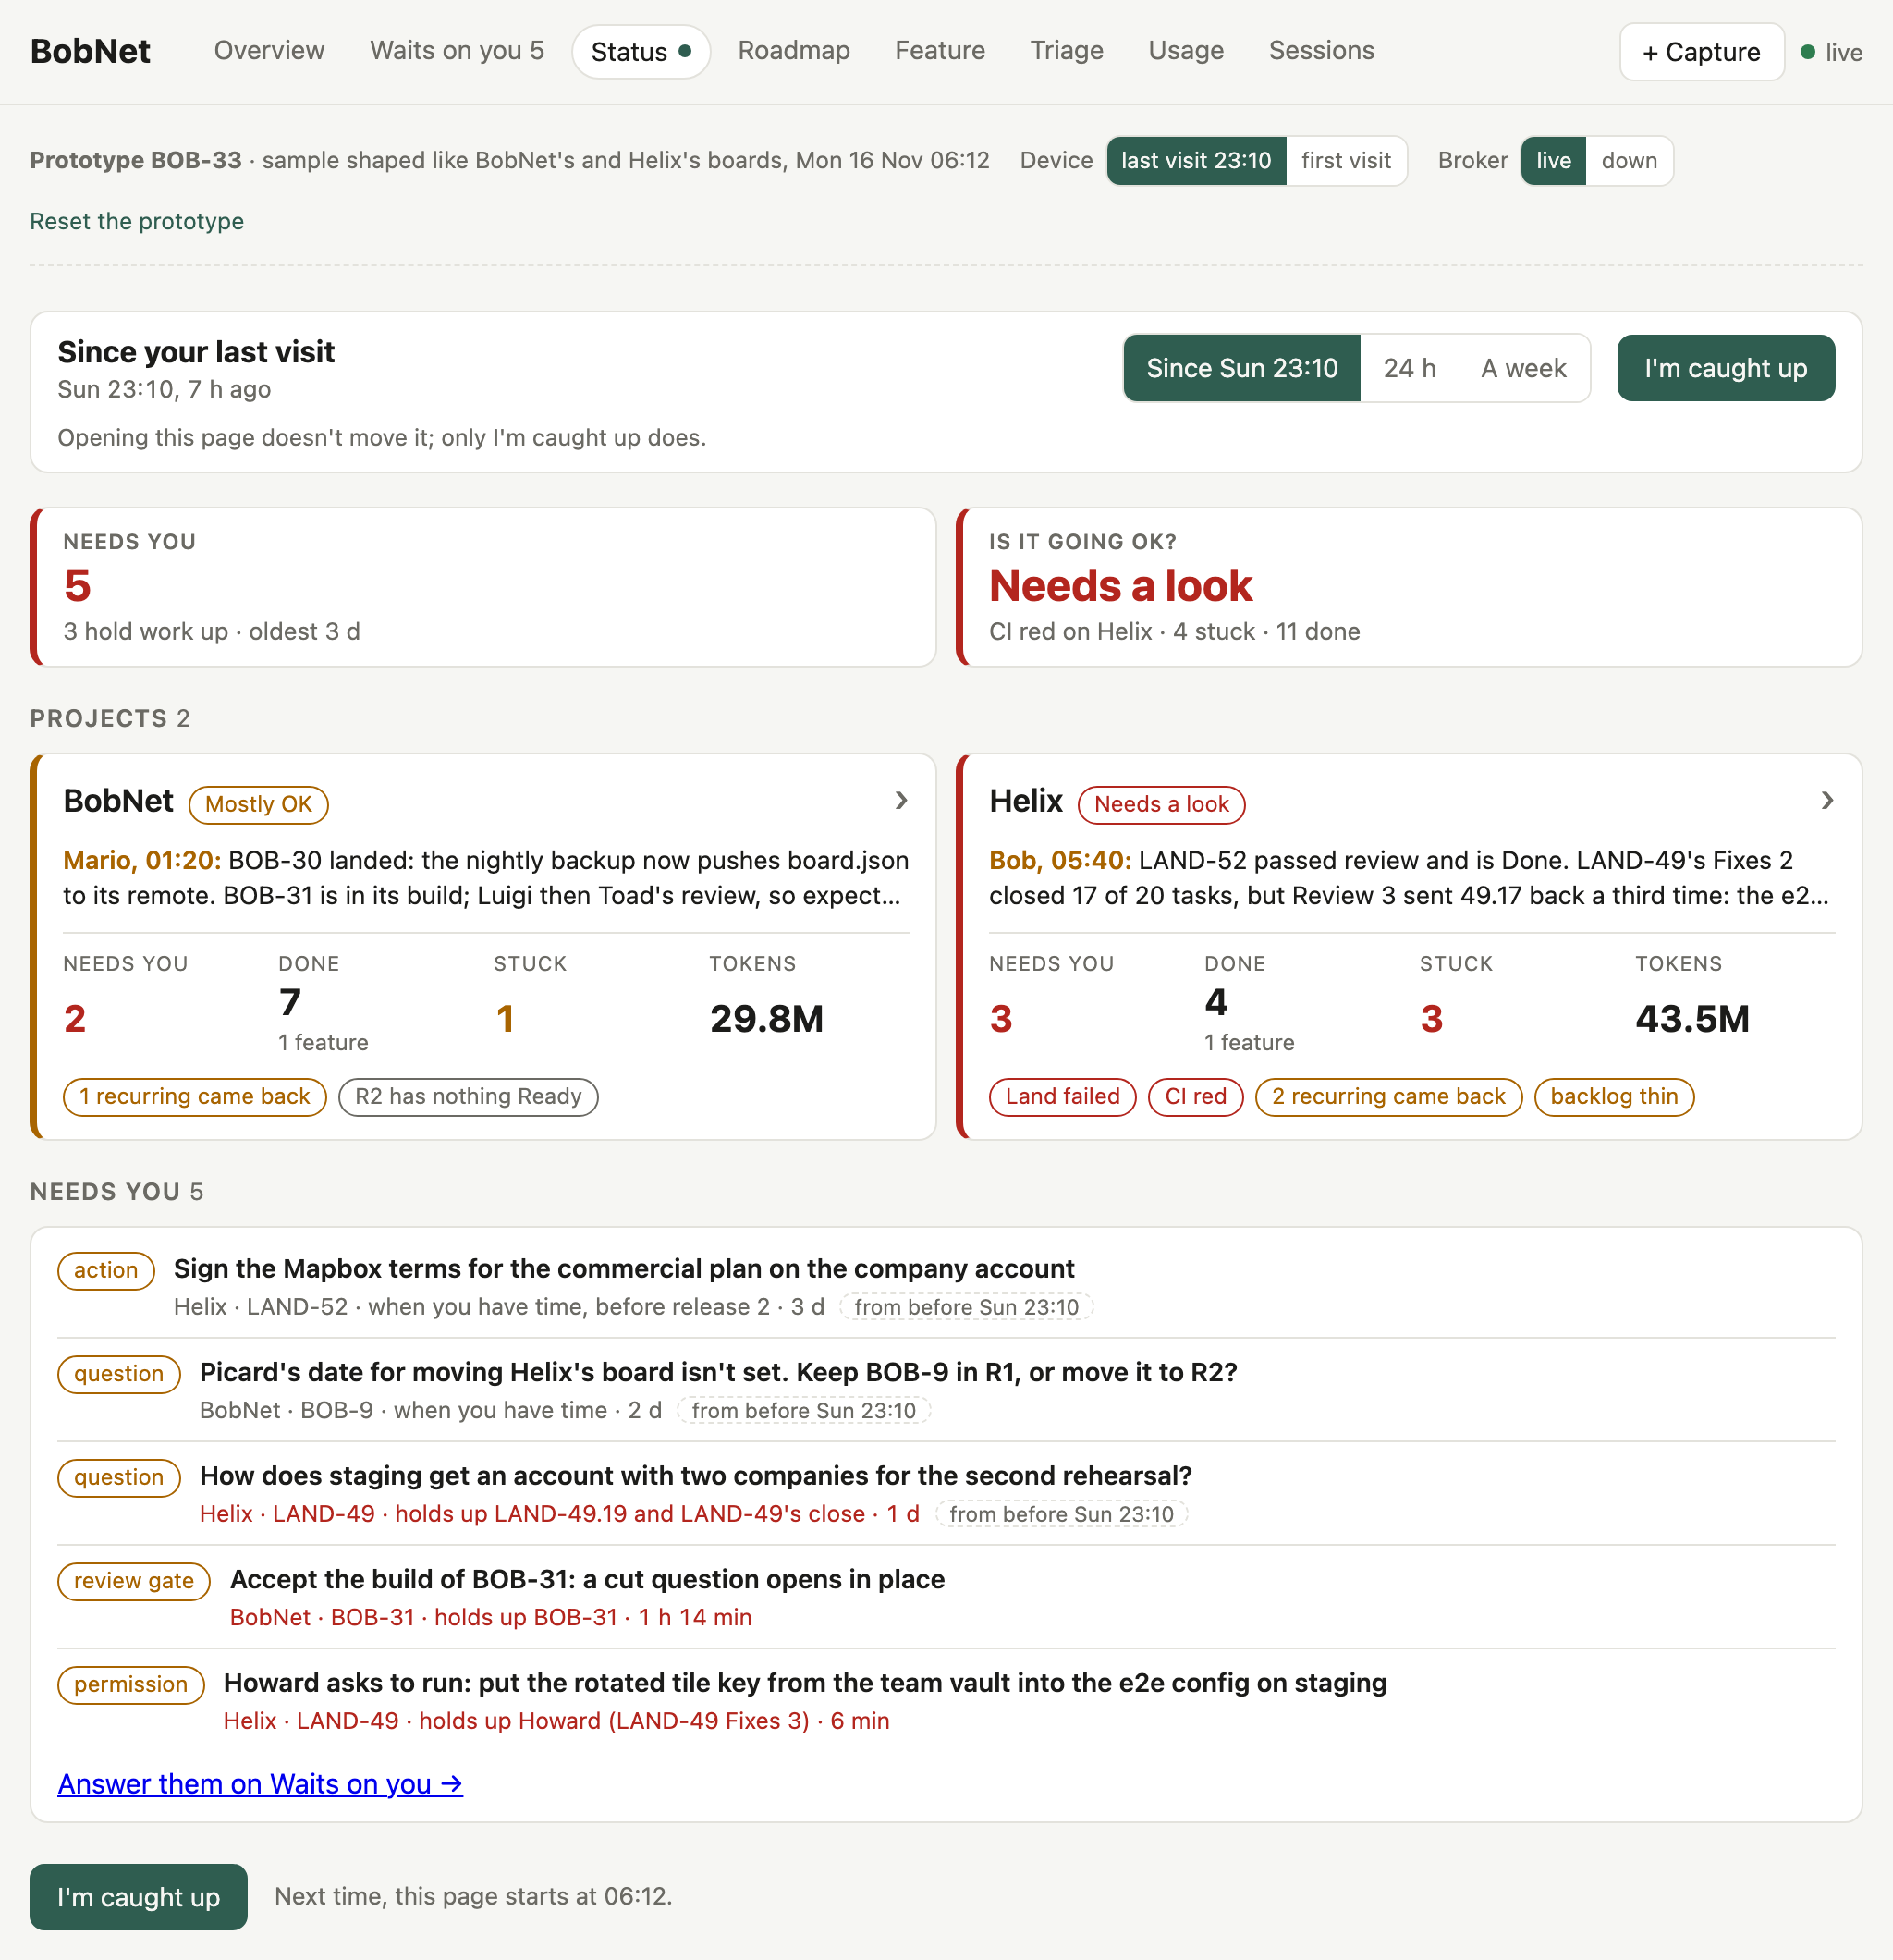 BobNet
Overview
Waits on you 5
Status
Roadmap
Feature
Triage
Usage
Sessions
+ Capture
live
Prototype BOB-33 · sample shaped like BobNet's and Helix's boards, Mon 16 Nov 06:12
Device
last visit 23:10
first visit
Broker
live
down
Reset the prototype
Since your last visit
Sun 23:10, 7 h ago
Opening this page doesn't move it; only I'm caught up does.
Since Sun 23:10
24 h
A week
I'm caught up
NEEDS YOU
5
3 hold work up · oldest 3 d
IS IT GOING OK?
Needs a look
CI red on Helix · 4 stuck · 11 done
PROJECTS 2
BobNet
Mostly OK
›
Mario, 01:20: BOB-30 landed: the nightly backup now pushes board.json
to its remote. BOB-31 is in its build; Luigi then Toad's review, so expect...
NEEDS YOU
2
DONE
7
1 feature
STUCK
1
TOKENS
29.8M
1 recurring came back
R2 has nothing Ready
Helix
Needs a look
›
Bob, 05:40: LAND-52 passed review and is Done. LAND-49's Fixes 2
closed 17 of 20 tasks, but Review 3 sent 49.17 back a third time: the e2...
NEEDS YOU
3
DONE
4
1 feature
STUCK
3
TOKENS
43.5M
Land failed
CI red
2 recurring came back
backlog thin
NEEDS YOU 5
action
Sign the Mapbox terms for the commercial plan on the company account
Helix · LAND-52 · when you have time, before release 2 · 3 d
from before Sun 23:10
question
Picard's date for moving Helix's board isn't set. Keep BOB-9 in R1, or move it to R2?
BobNet · BOB-9 · when you have time · 2 d
from before Sun 23:10
question
How does staging get an account with two companies for the second rehearsal?
Helix · LAND-49 · holds up LAND-49.19 and LAND-49's close · 1 d
from before Sun 23:10
review gate
Accept the build of BOB-31: a cut question opens in place
BobNet · BOB-31 · holds up BOB-31 · 1 h 14 min
permission
Howard asks to run: put the rotated tile key from the team vault into the e2e config on staging
Helix · LAND-49 · holds up Howard (LAND-49 Fixes 3) · 6 min
Answer them on Waits on you →
I'm caught up
Next time, this page starts at 06:12.